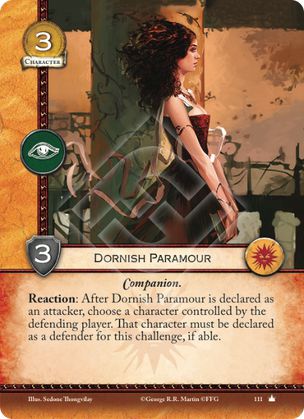 3
CHARACTER
3
DORNISH PARAMOUR
Companion.
Reaction: After Dornish Paramour is declared as
an attacker, choose a character controlled by the
defending player. That character must be declared
as a defender for this challenge, if able.
Illus. Sedone Thongvilay
©George R.R. Martin ©FFG
111